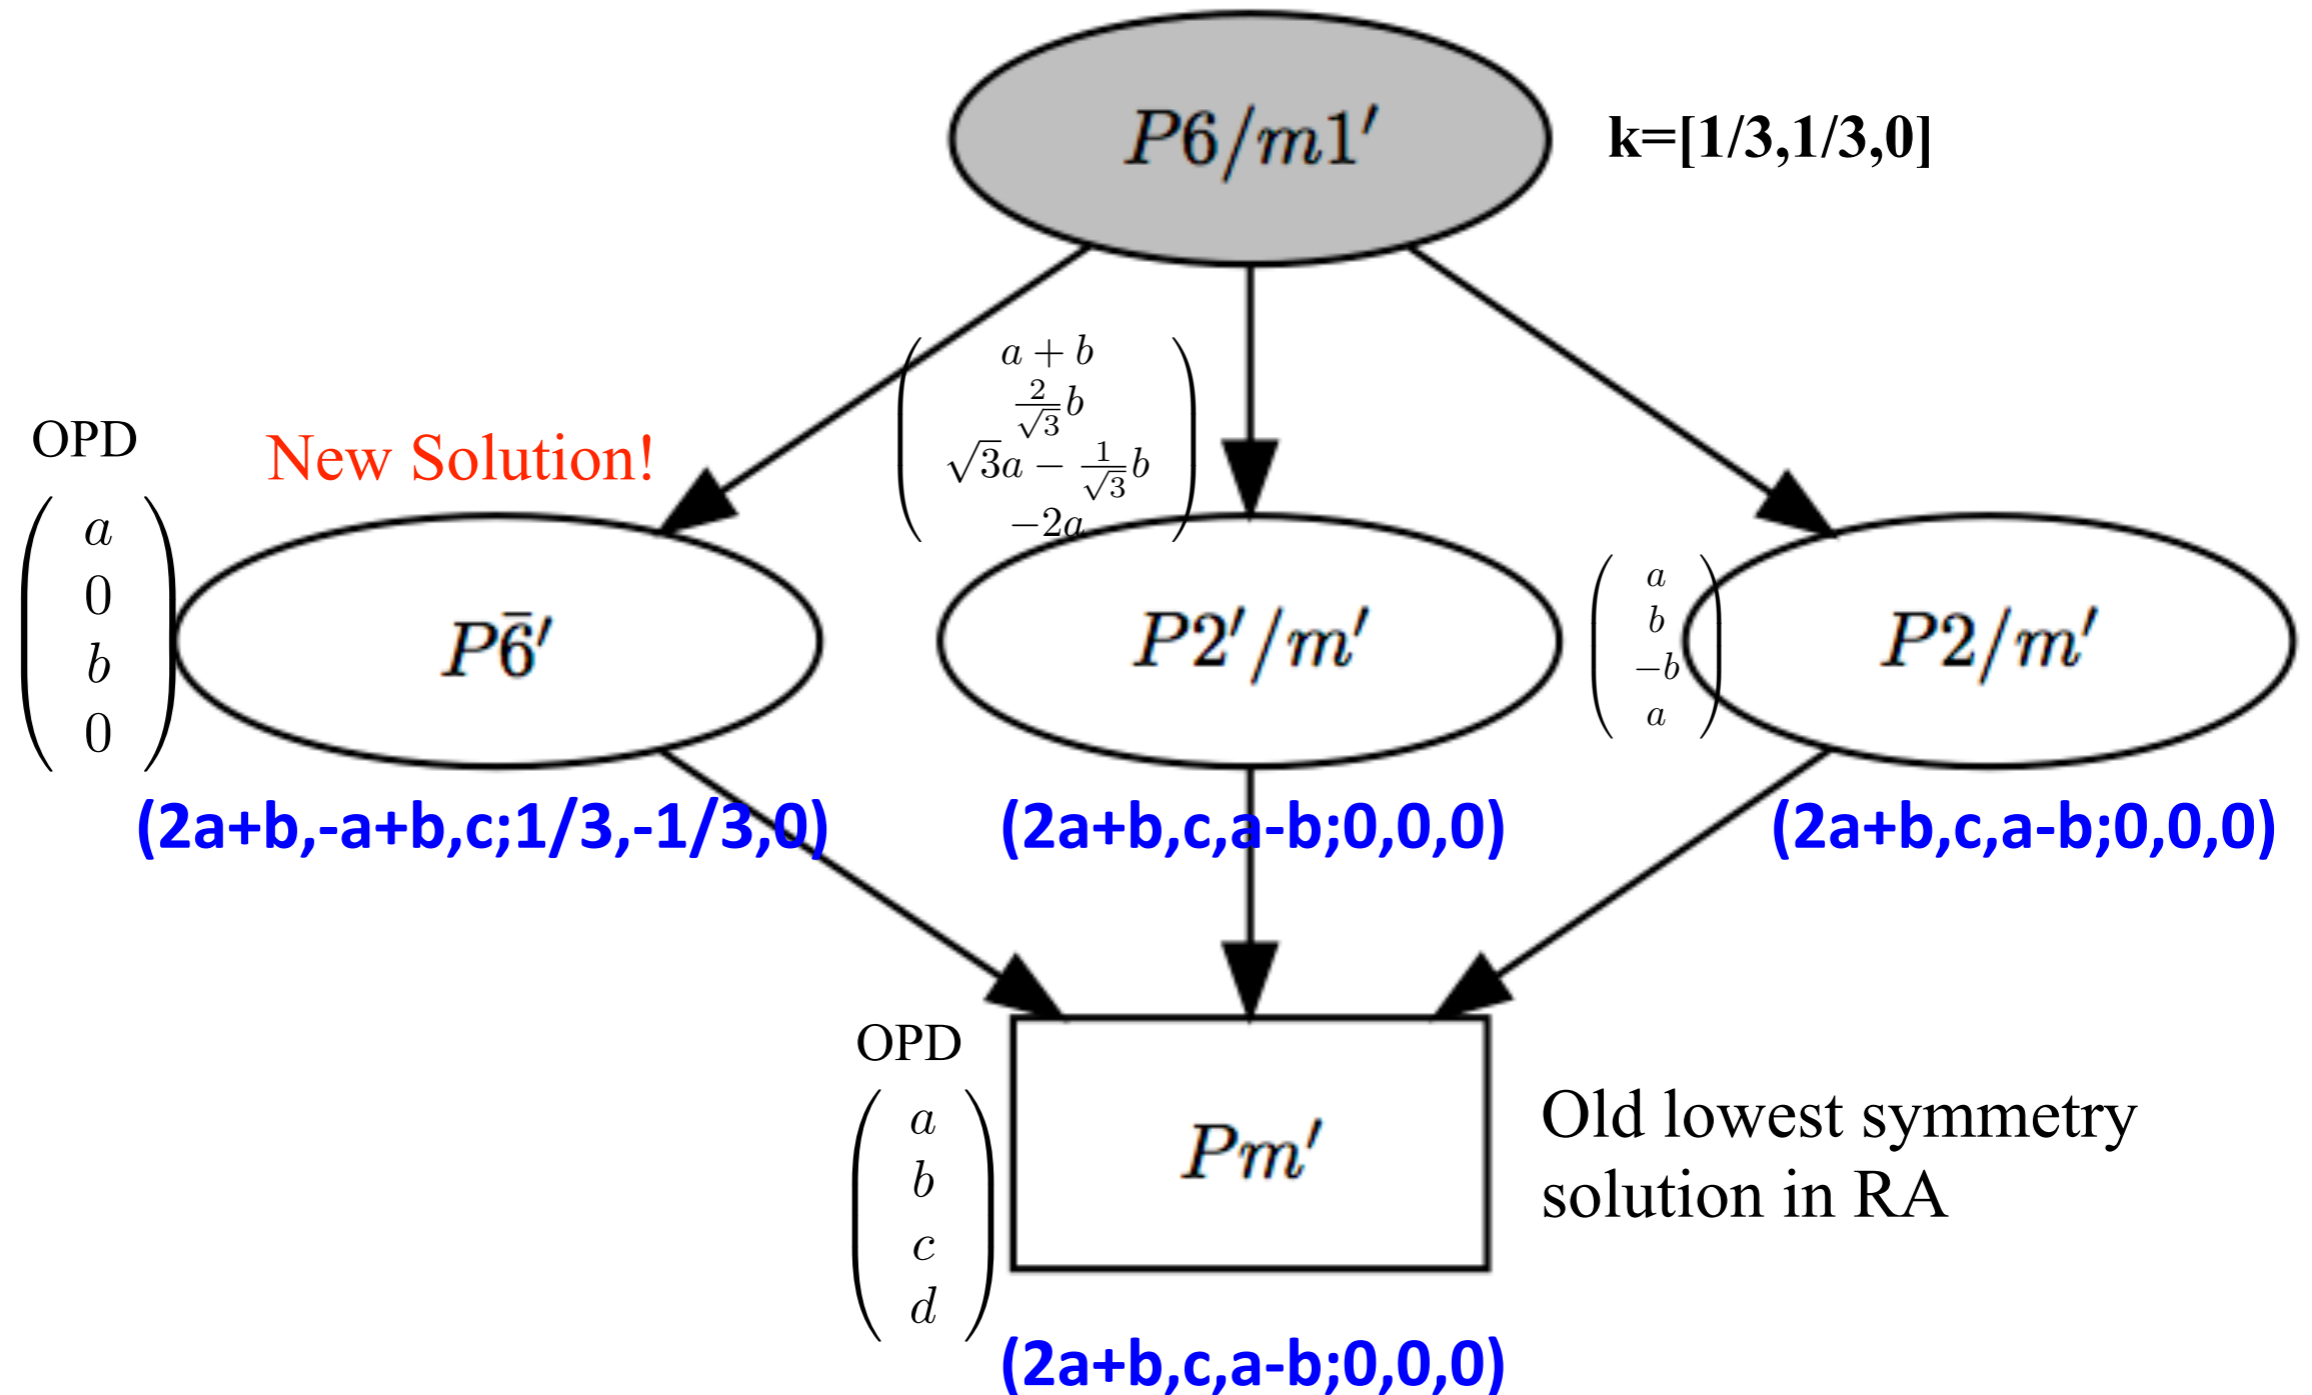 P6/m1′
k=[1/3,1/3,0]
a + b
2/√3 b
√3a − 1/√3 b
−2a
OPD
New Solution!
a
0
b
0
P6̄′
P2′/m′
a
b
−b
a
P2/m′
(2a+b,-a+b,c;1/3,-1/3,0)
(2a+b,c,a-b;0,0,0)
(2a+b,c,a-b;0,0,0)
OPD
a
b
c
d
Pm′
Old lowest symmetry
solution in RA
(2a+b,c,a-b;0,0,0)